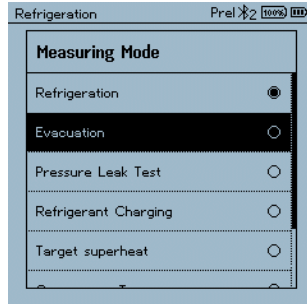 Refrigeration Prel 2 100%
Measuring Mode
Refrigeration
Evacuation
Pressure Leak Test
Refrigerant Charging
Target superheat